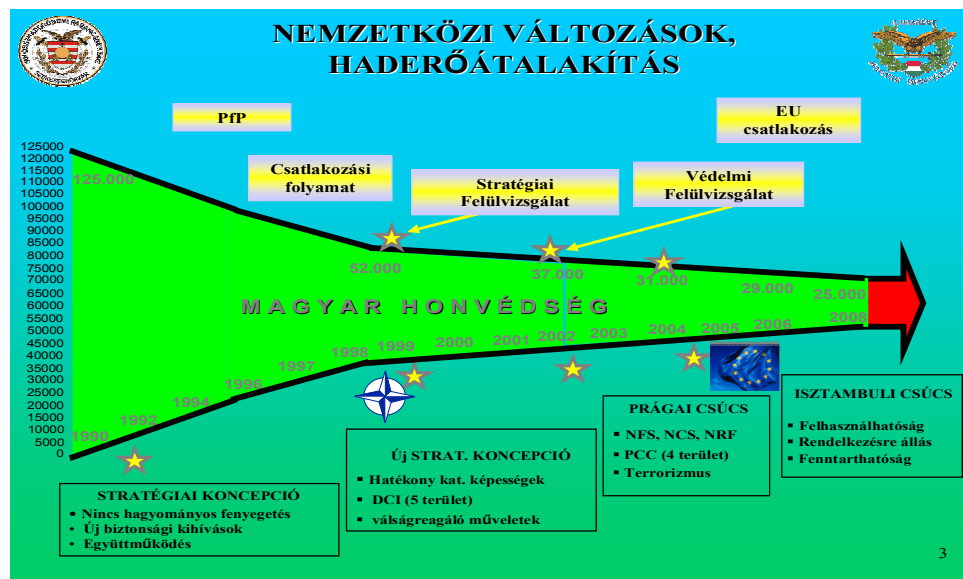 NEMZETKÖZI VÁLTOZÁSOK,
HADERŐÁTALAKÍTÁS
PfP
EU
csatlakozás
Csatlakozási
folyamat
Stratégiai
Felülvizsgálat
Védelmi
Felülvizsgálat
125000
120000
115000
110000
105000
100000
95000
90000
85000
80000
75000
70000
65000
60000
55000
50000
45000
40000
35000
30000
25000
20000
15000
10000
5000
0
126.000
52.000
37.000
31.000
29.000
25.000
MAGYAR HONVÉDSÉG
1990
1992
1994
1996
1997
1998
1999
2000
2001
2002
2003
2004
2005
2006
2008
STRATÉGIAI KONCEPCIÓ
• Nincs hagyományos fenyegetés
• Új biztonsági kihívások
• Együttműködés
Új STRAT. KONCEPCIÓ
▪ Hatékony kat. képességek
▪ DCI (5 terület)
▪ válságreagáló műveletek
PRÁGAI CSÚCS
▪ NFS, NCS, NRF
▪ PCC (4 terület)
▪ Terrorizmus
ISZTAMBULI CSÚCS
▪ Felhasználhatóság
▪ Rendelkezésre állás
▪ Fenntarthatóság
3